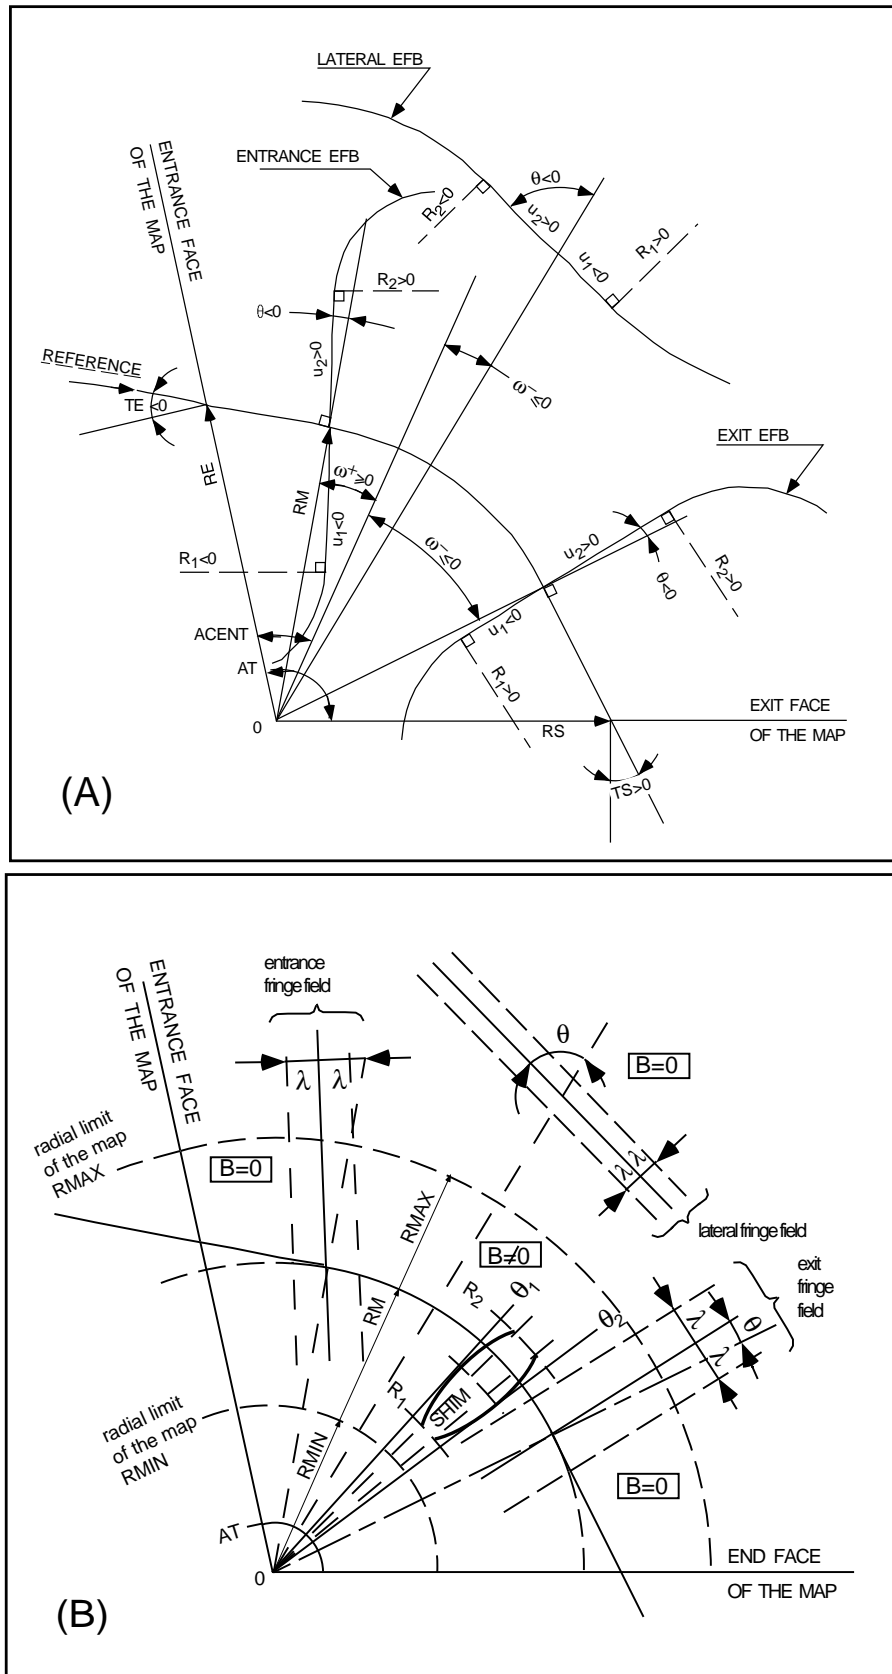 LATERAL EFB
ENTRANCE FACE
OF THE MAP
ENTRANCE EFB
R2<0
θ<0
u2>0
R1>0
u1<0
R2>0
θ<0
u2>0
REFERENCE
TE <0
RE
ω⁻≤0
EXIT EFB
RM
ω⁺≥0
u1<0
ω⁻≤0
R1<0
u2>0
θ<0
R2>0
ACENT
AT
u1<0
R1>0
0
RS
EXIT FACE
OF THE MAP
TS>0
(A)
ENTRANCE FACE
OF THE MAP
entrance
fringe field
λ
λ
θ
B=0
radial limit
of the map
RMAX
B=0
λ
λ
lateral fringe field
RMAX
B≠0
exit
fringe
field
RM
R2
θ1
θ2
λ
λ
θ
R1
SHIM
radial limit
of the map
RMIN
RMIN
B=0
AT
0
END FACE
OF THE MAP
(B)